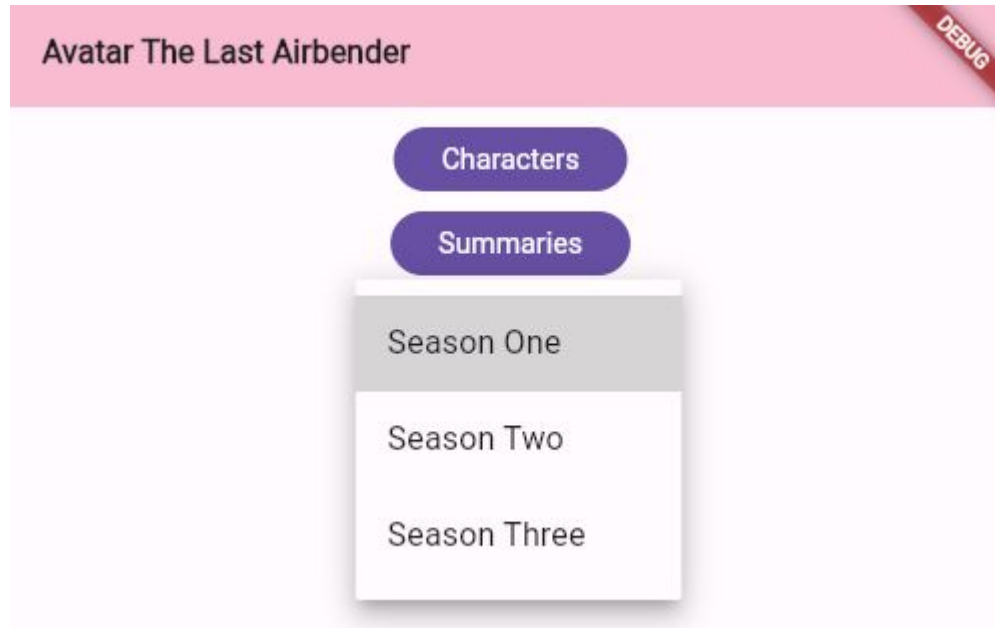 Avatar The Last Airbender
DEBUG
Characters
Summaries
Season One
Season Two
Season Three